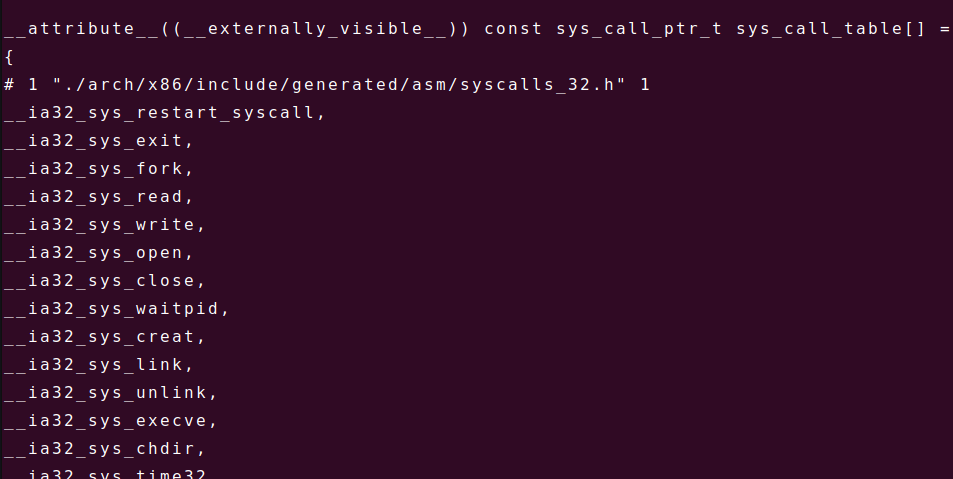 __attribute__((__externally_visible__)) const sys_call_ptr_t sys_call_table[] =
{
# 1 "./arch/x86/include/generated/asm/syscalls_32.h" 1
__ia32_sys_restart_syscall,
__ia32_sys_exit,
__ia32_sys_fork,
__ia32_sys_read,
__ia32_sys_write,
__ia32_sys_open,
__ia32_sys_close,
__ia32_sys_waitpid,
__ia32_sys_creat,
__ia32_sys_link,
__ia32_sys_unlink,
__ia32_sys_execve,
__ia32_sys_chdir,
__ia32_sys_time32